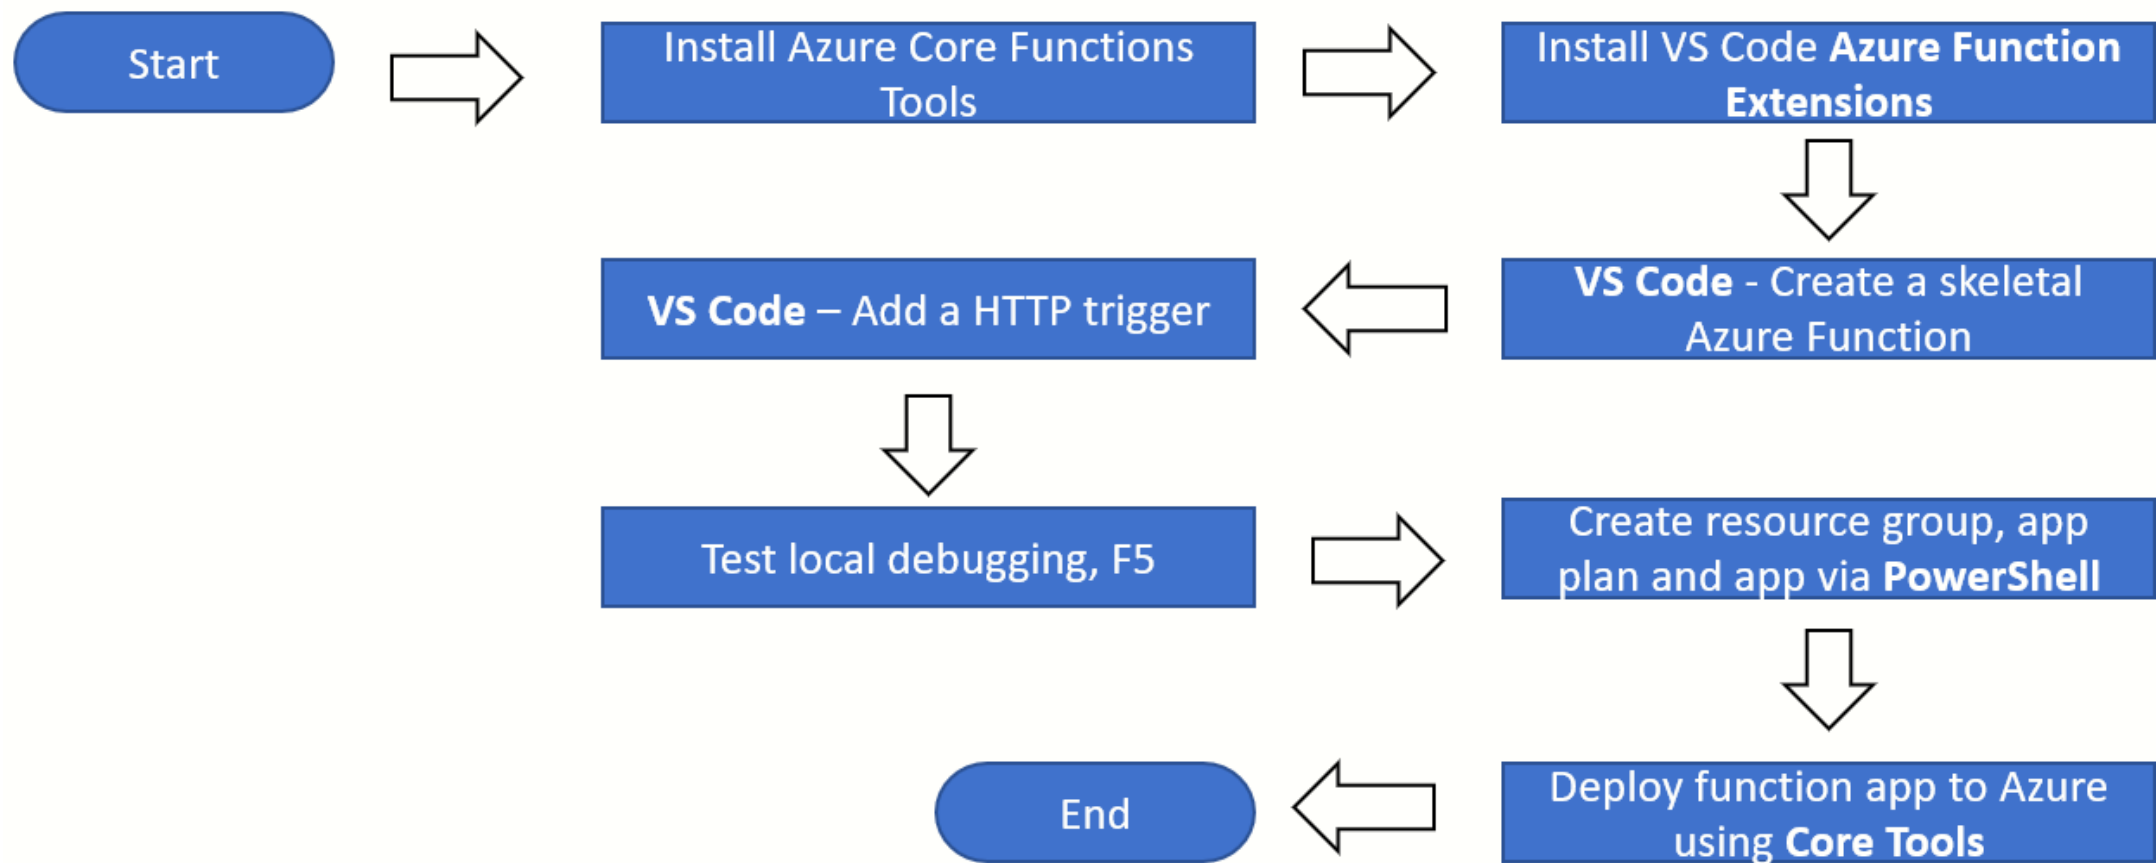 Start
Install Azure Core Functions
Tools
Install VS Code Azure Function
Extensions
VS Code - Create a skeletal
Azure Function
VS Code – Add a HTTP trigger
Test local debugging, F5
Create resource group, app
plan and app via PowerShell
Deploy function app to Azure
using Core Tools
End